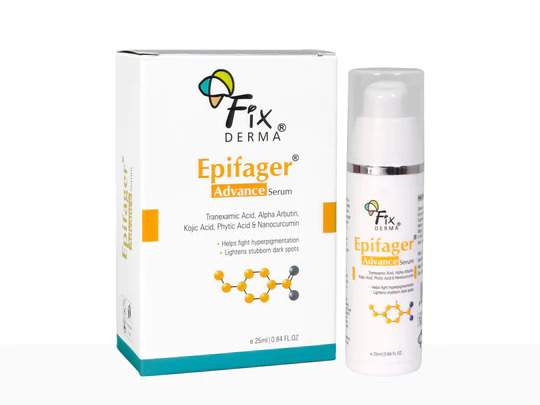 Fix
DERMA®
Epifager®
Advance Serum
Tranexamic Acid, Alpha Arbutin,
Kojic Acid, Phytic Acid & Nanocurcumin
• Helps fight hyperpigmentation
• Lightens stubborn dark spots
e 25ml | 0.84 FL.OZ
Epifager®
Advance Serum
Fix
DERMA®
Epifager®
Advance Serum
Tranexamic Acid, Alpha Arbutin,
Kojic Acid, Phytic Acid & Nanocurcumin
• Helps fight hyperpigmentation
• Lightens stubborn dark spots
e 25ml | 0.84 FL.OZ